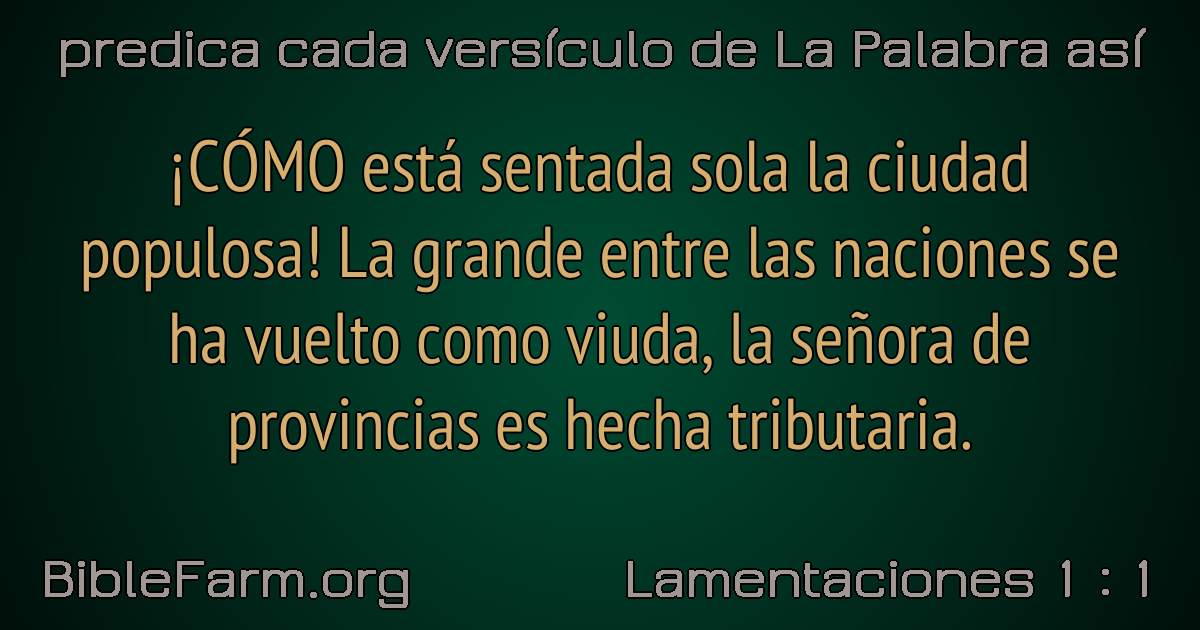 predica cada versículo de La Palabra así
¡CÓMO está sentada sola la ciudad
populosa! La grande entre las naciones se
ha vuelto como viuda, la señora de
provincias es hecha tributaria.
BibleFarm.org
Lamentaciones 1 : 1